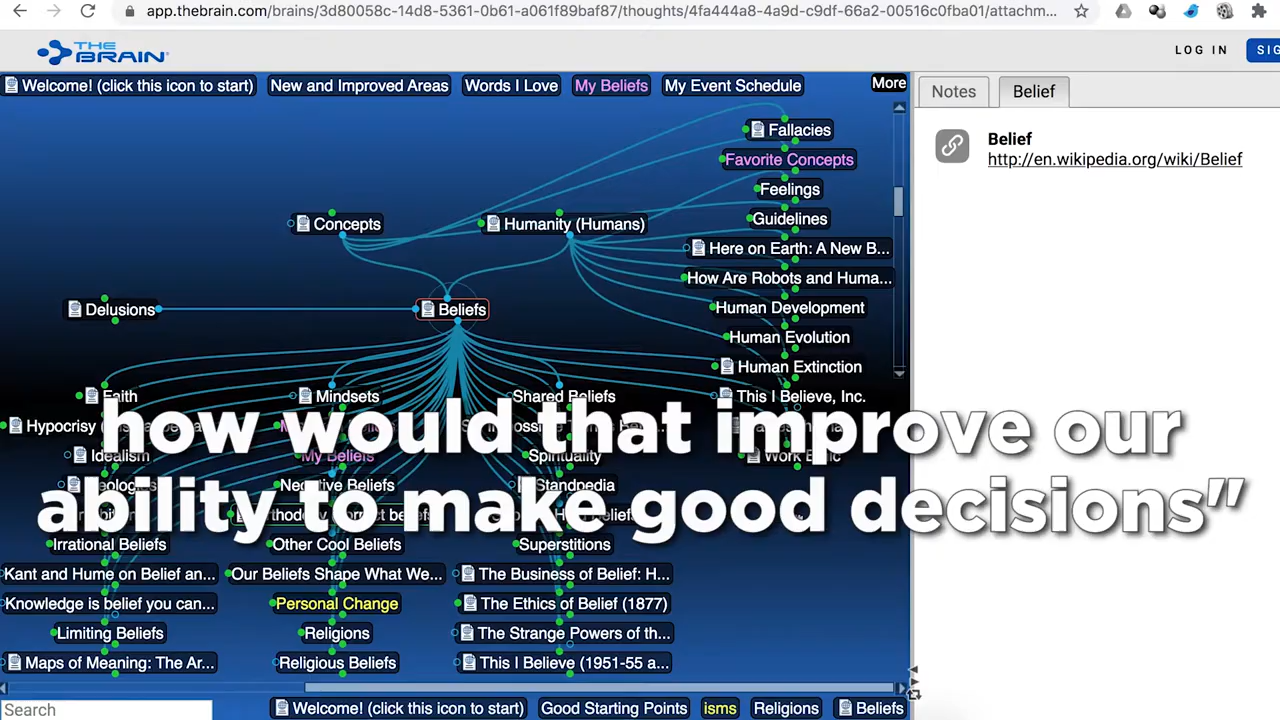 app.thebrain.com/brains/3d80058c-14d8-5361-0b61-a061f89baf87/thoughts/4fa444a8-4a9d-c9df-66a2-00516c0fba01/attachm...
THE BRAIN
LOG IN
SIG
Welcome! (click this icon to start)
New and Improved Areas
Words I Love
My Beliefs
My Event Schedule
More
Notes
Belief
Belief
http://en.wikipedia.org/wiki/Belief
Fallacies
Favorite Concepts
Feelings
Guidelines
Here on Earth: A New B...
How Are Robots and Huma...
Human Development
Human Evolution
Human Extinction
This I Believe, Inc.
Concepts
Humanity (Humans)
Delusions
Beliefs
Faith
Hypocrisy
Idealism
Irrational Beliefs
Kant and Hume on Belief an...
Knowledge is belief you can...
Limiting Beliefs
Maps of Meaning: The Ar...
Mindsets
My Beliefs
Negative Beliefs
Other Cool Beliefs
Our Beliefs Shape What We...
Personal Change
Religions
Religious Beliefs
Shared Beliefs
Spirituality
Standpedia
Superstitions
The Business of Belief: H...
The Ethics of Belief (1877)
The Strange Powers of th...
This I Believe (1951-55 a...
how would that improve our
ability to make good decisions"
Search
Welcome! (click this icon to start)
Good Starting Points
isms
Religions
Beliefs